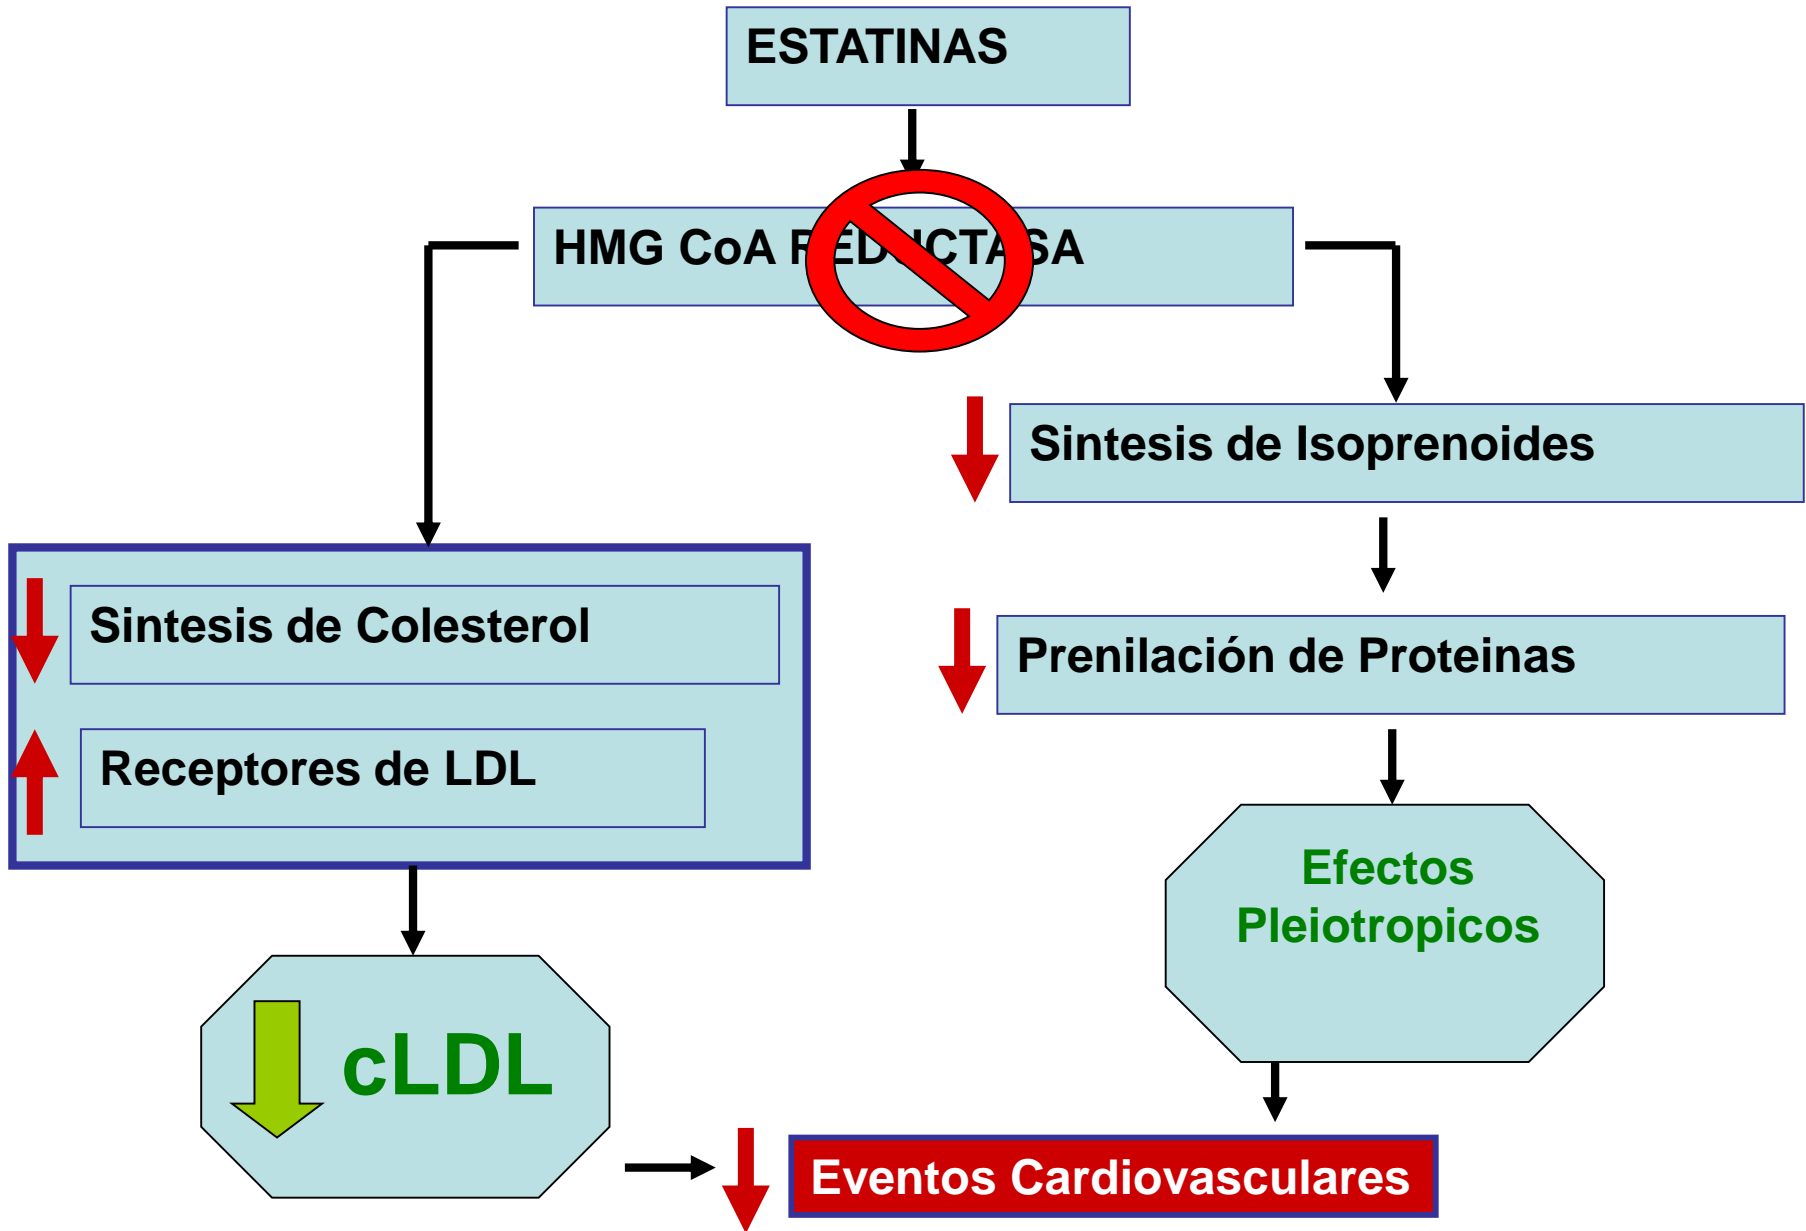 ESTATINAS
HMG CoA REDUCTASA
Sintesis de Isoprenoides
Sintesis de Colesterol
Prenilación de Proteinas
Receptores de LDL
Efectos
Pleiotropicos
cLDL
Eventos Cardiovasculares